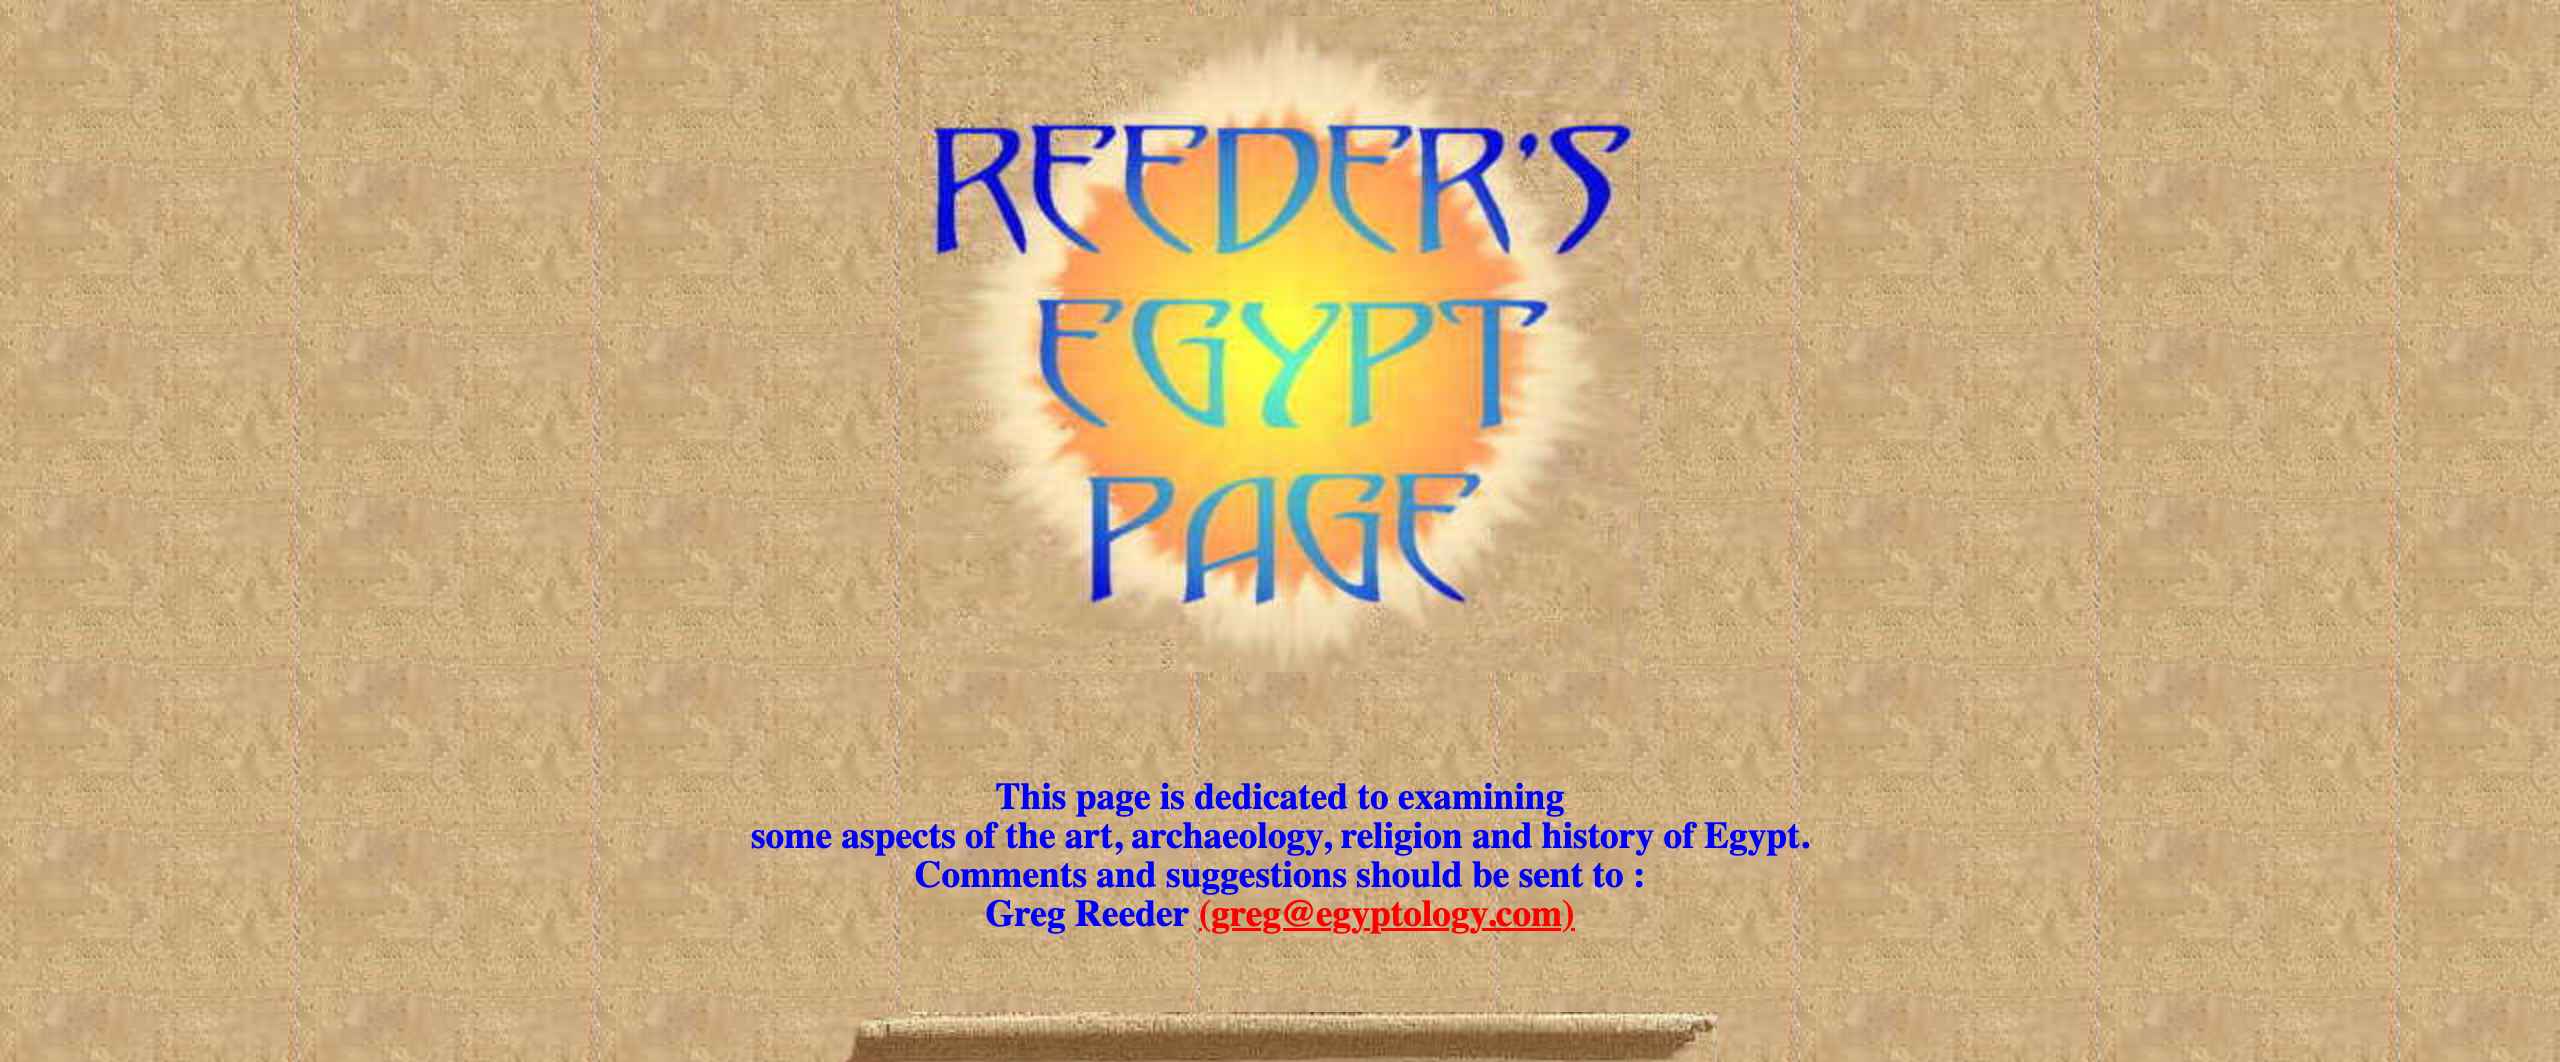 REEDER'S
EGYPT
PAGE
This page is dedicated to examining
some aspects of the art, archaeology, religion and history of Egypt.
Comments and suggestions should be sent to :
Greg Reeder (greg@egyptology.com)